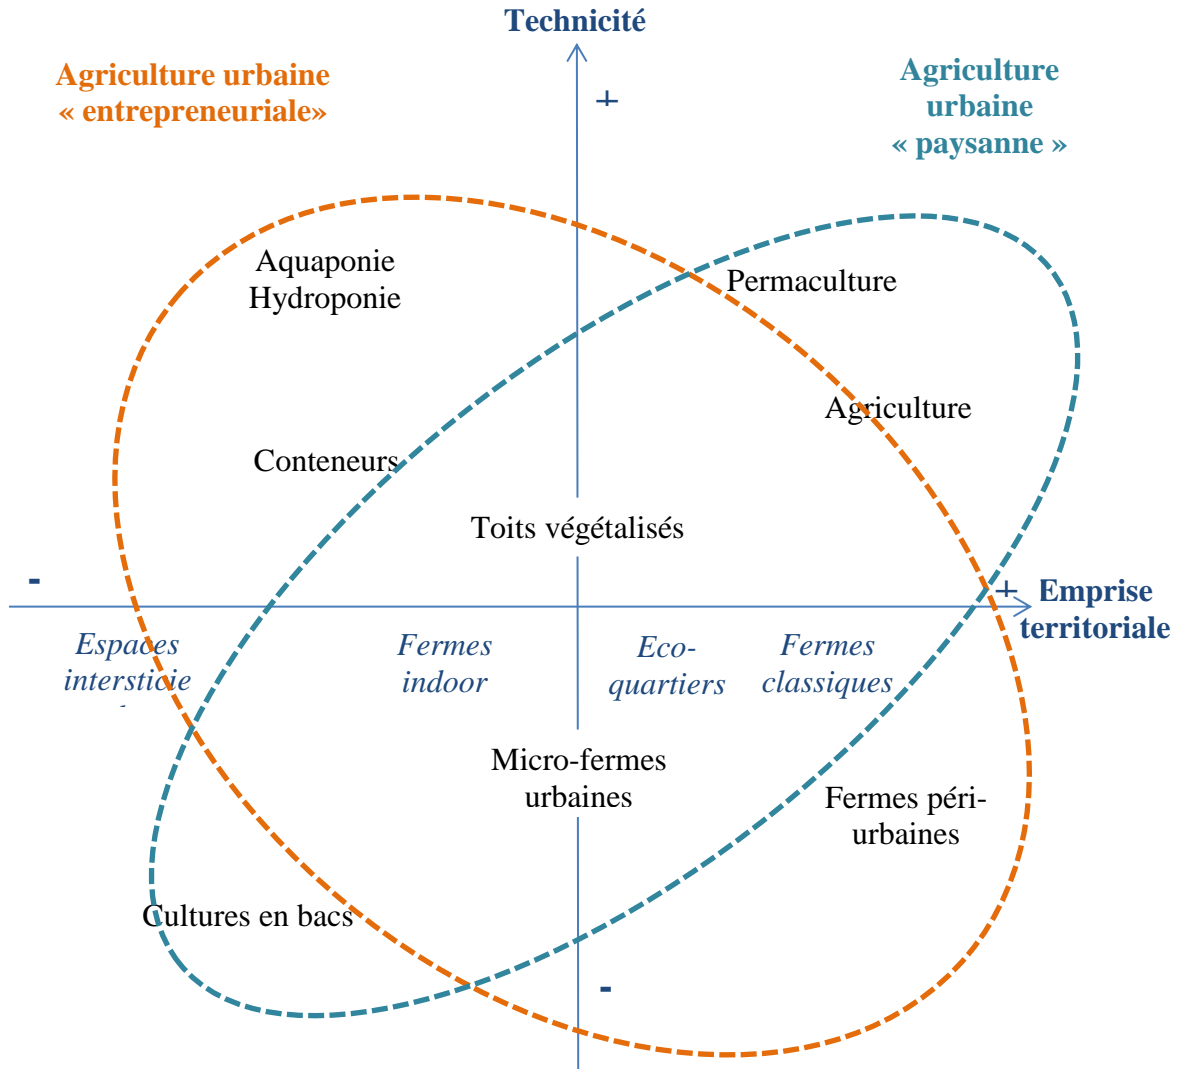 Technicité
Agriculture urbaine
« entrepreneuriale»
Agriculture
urbaine
« paysanne »
+
Aquaponie
Hydroponie
Permaculture
Agriculture
Conteneurs
Toits végétalisés
-
+
Emprise
territoriale
Espaces
intersticie
Fermes
indoor
Eco-
quartiers
Fermes
classiques
Micro-fermes
urbaines
Fermes péri-
urbaines
Cultures en bacs
-